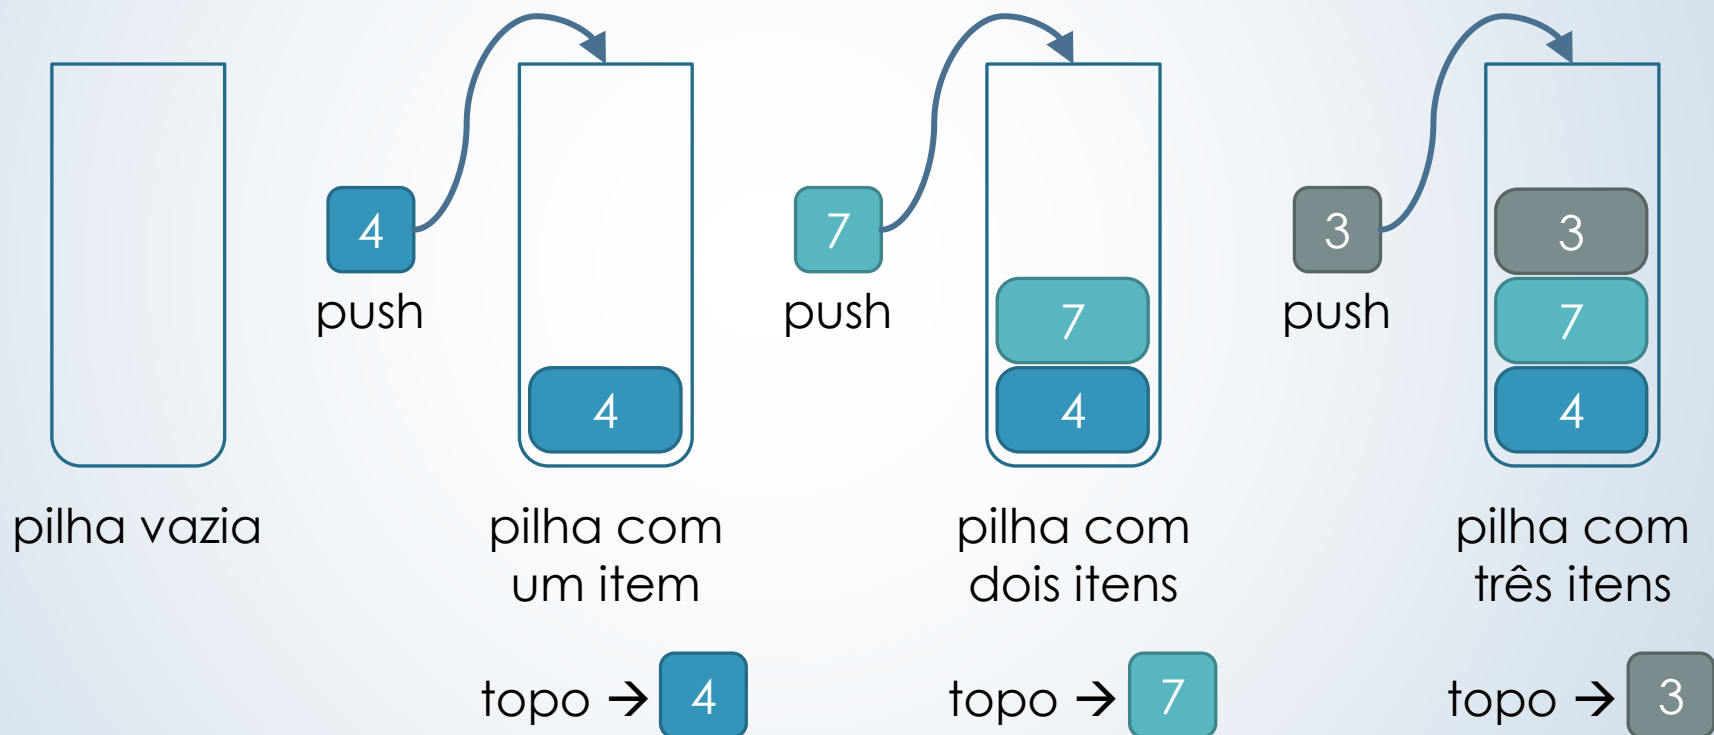 4
7
3
3
push
push
push
7
7
4
4
4
pilha vazia
pilha com
um item
pilha com
dois itens
pilha com
três itens
topo → 4
topo → 7
topo → 3